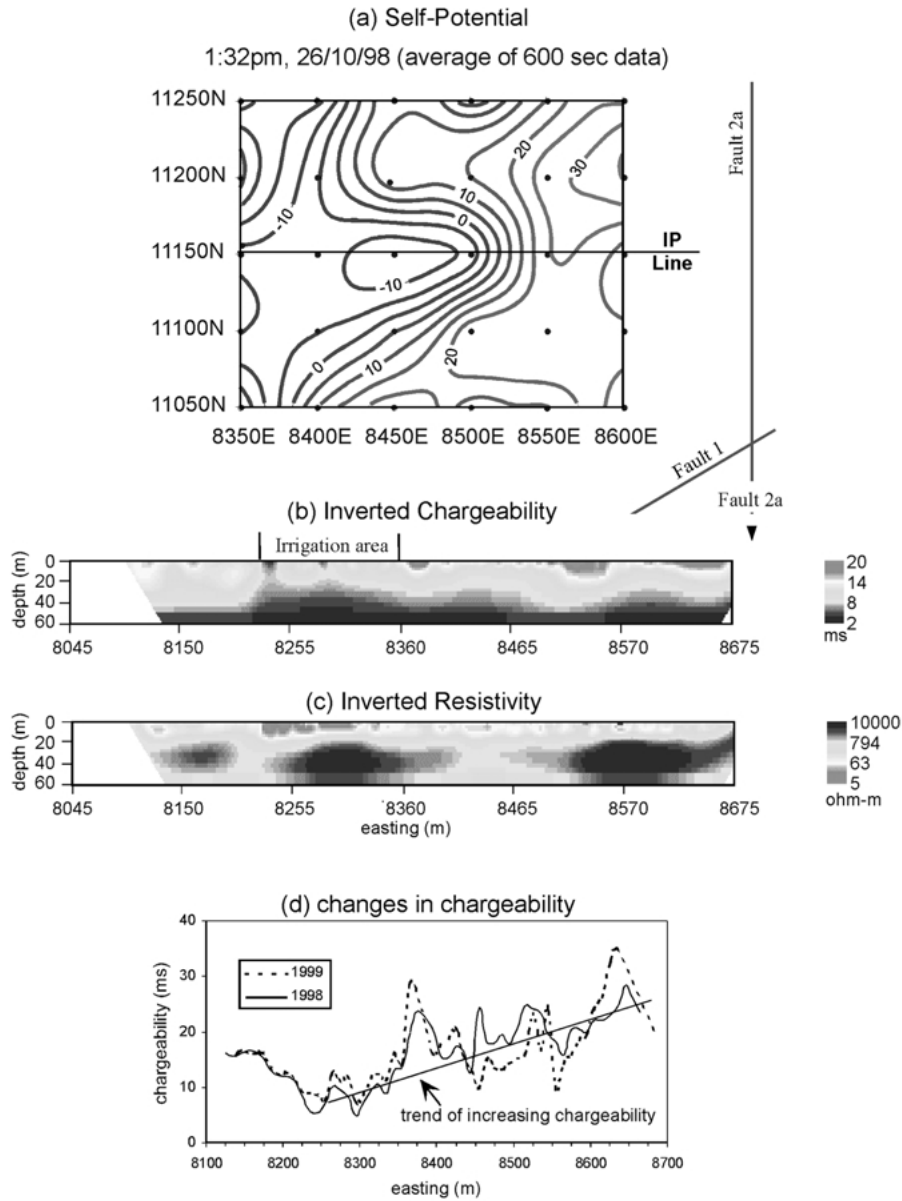 (a) Self-Potential
1:32pm, 26/10/98 (average of 600 sec data)
11250N
11200N
11150N
11100N
11050N
8350E 8400E 8450E 8500E 8550E 8600E
-10
20
30
10
0
-10
0
10
20
IP
Line
Fault 2a
Fault 1
Fault 2a
(b) Inverted Chargeability
Irrigation area
depth (m)
0
20
40
60
8045 8150 8255 8360 8465 8570 8675
20
14
8
2
ms
(c) Inverted Resistivity
depth (m)
0
20
40
60
8045 8150 8255 8360 8465 8570 8675
easting (m)
10000
794
63
5
ohm-m
(d) changes in chargeability
chargeability (ms)
40
30
20
10
0
1999
1998
trend of increasing chargeability
8100 8200 8300 8400 8500 8600 8700
easting (m)